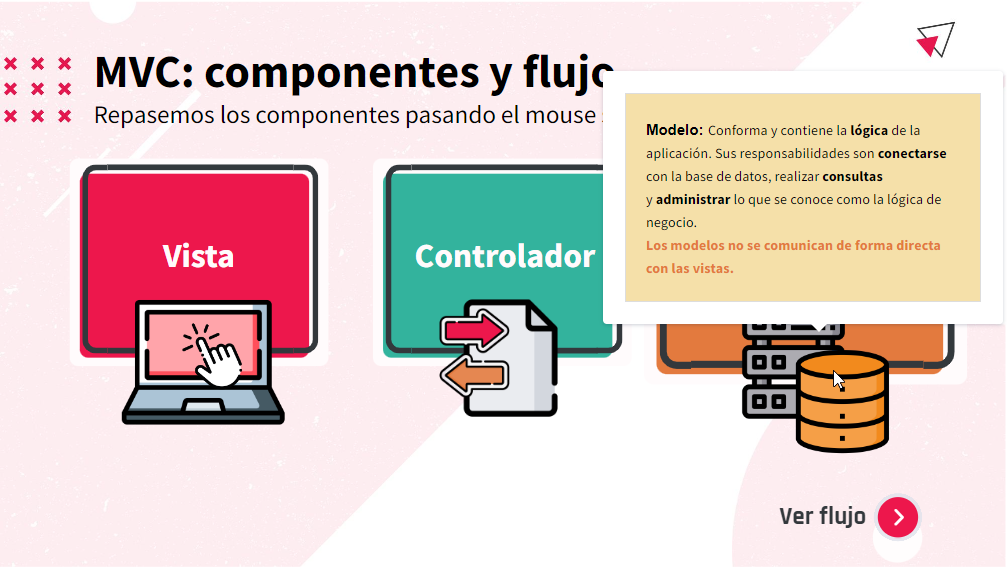 MVC: componentes y flujo
Repasemos los componentes pasando el mouse
Vista
Controlador
Modelo: Conforma y contiene la lógica de la
aplicación. Sus responsabilidades son conectarse
con la base de datos, realizar consultas
y administrar lo que se conoce como la lógica de
negocio.
Los modelos no se comunican de forma directa
con las vistas.
Ver flujo